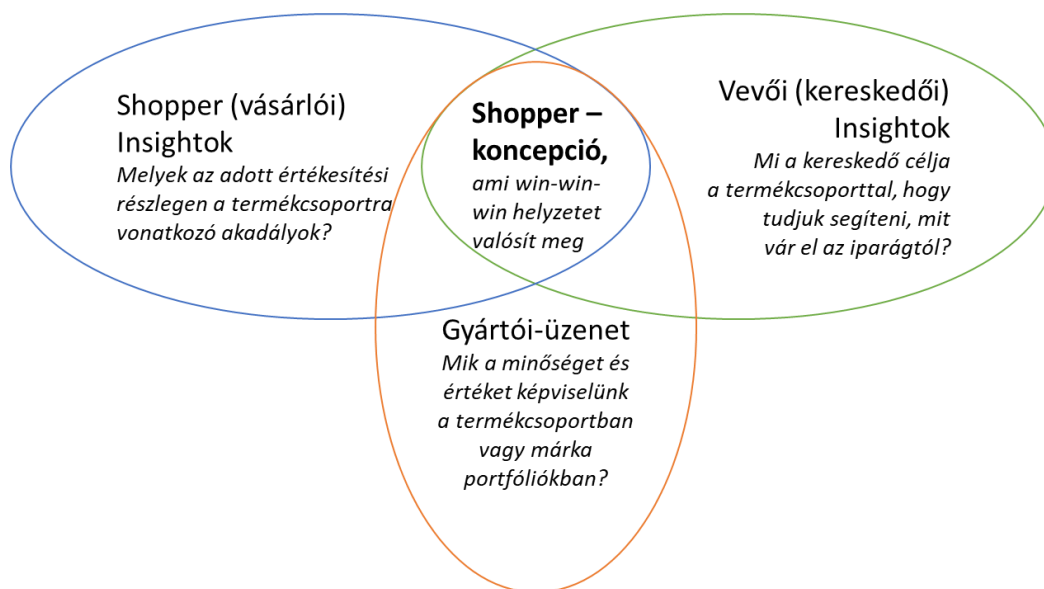 Shopper (vásárlói)
Insightok
Melyek az adott értékesítési
részlegen a termékcsoportra
vonatkozó akadályok?
Shopper –
koncepció,
ami win-win-
win helyzetet
valósít meg
Vevői (kereskedői)
Insightok
Mi a kereskedő célja
a termékcsoporttal, hogy
tudjuk segíteni, mit
vár el az iparágtól?
Gyártói-üzenet
Mik a minőséget és
értéket képviselünk
a termékcsoportban
vagy márka
portfóliókban?